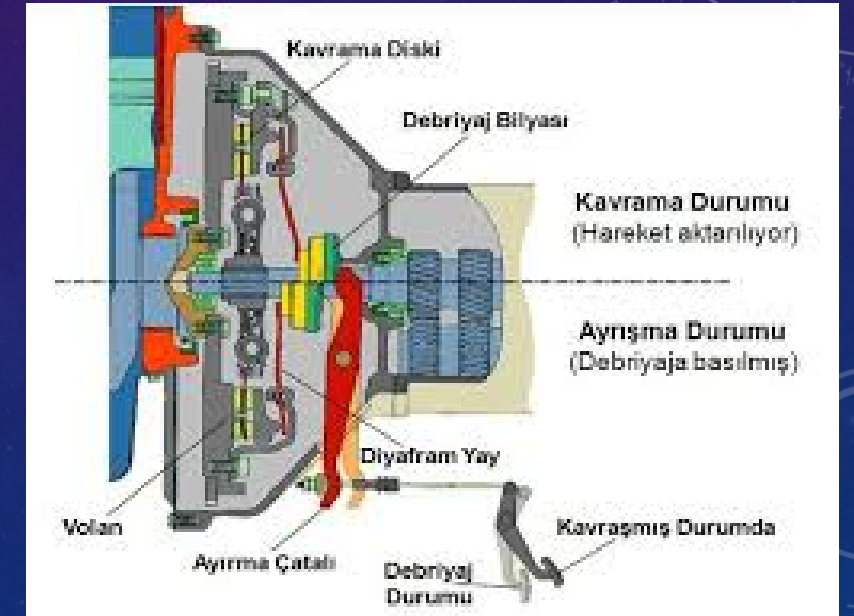 Kavrama Diski
Debriyaj Bilyası
Kavrama Durumu
(Hareket aktarılıyor)
Ayrışma Durumu
(Debriyaja basılmış)
Diyafram Yay
Volan
Ayırma Çatalı
Kavraşmış Durumda
Debriyaj
Durumu